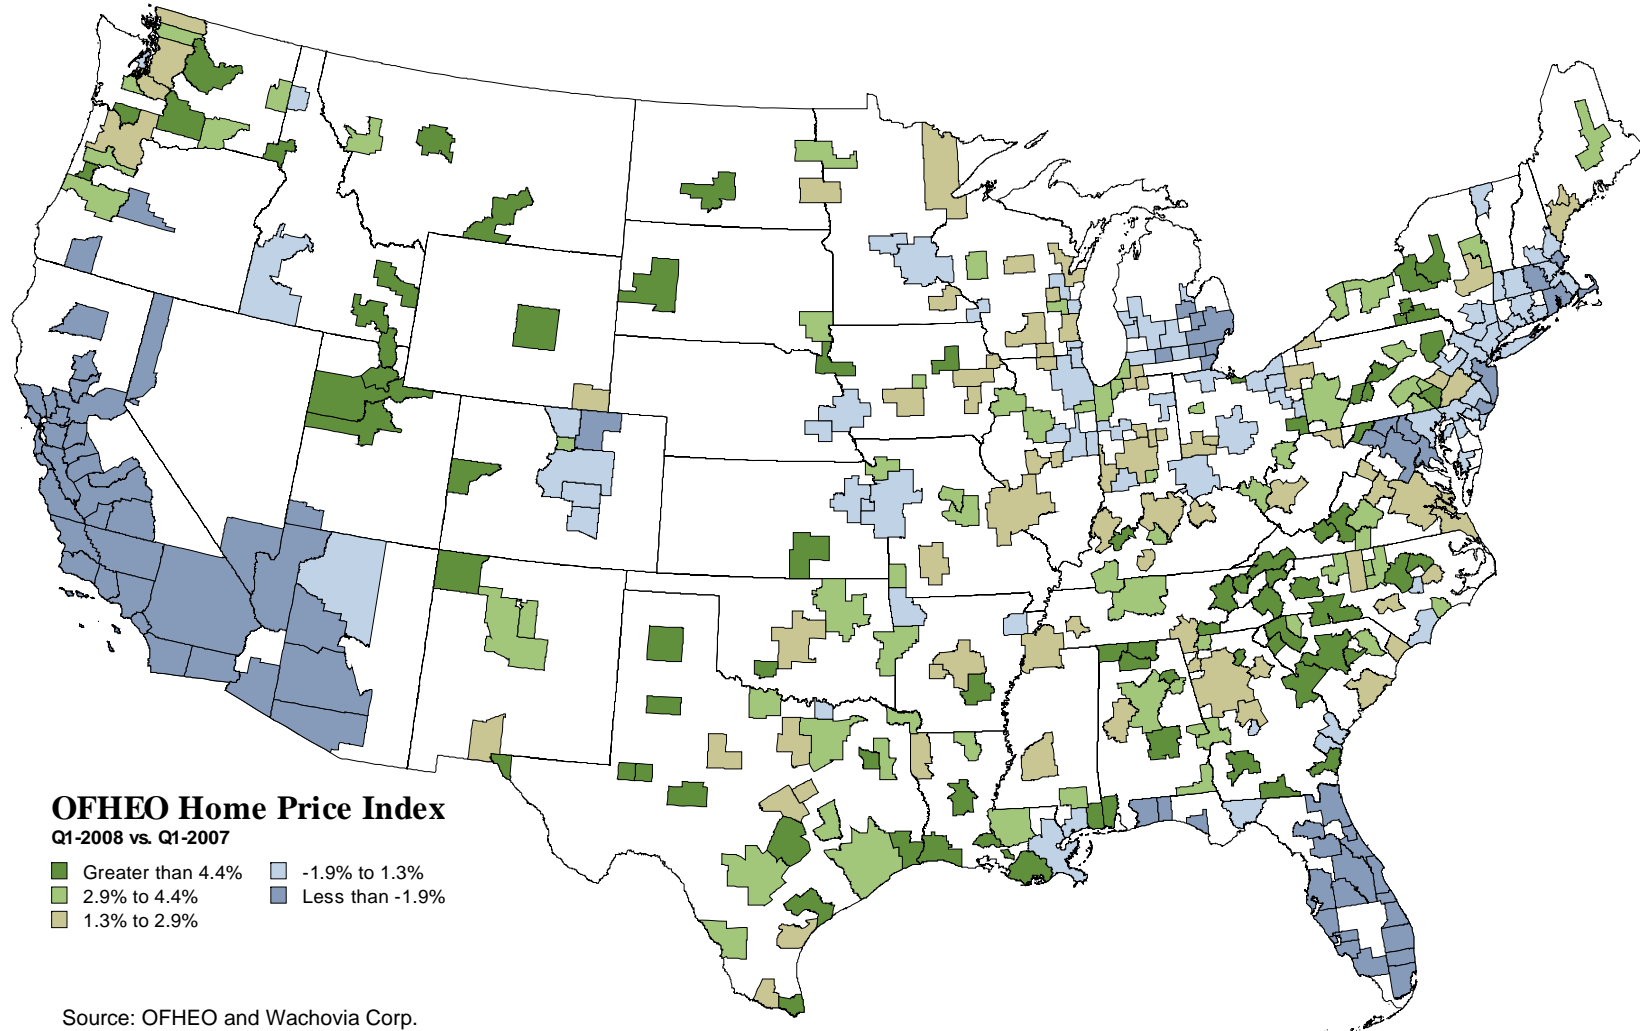 OFHEO Home Price Index
Q1-2008 vs. Q1-2007
Greater than 4.4%
2.9% to 4.4%
1.3% to 2.9%
-1.9% to 1.3%
Less than -1.9%
Source: OFHEO and Wachovia Corp.